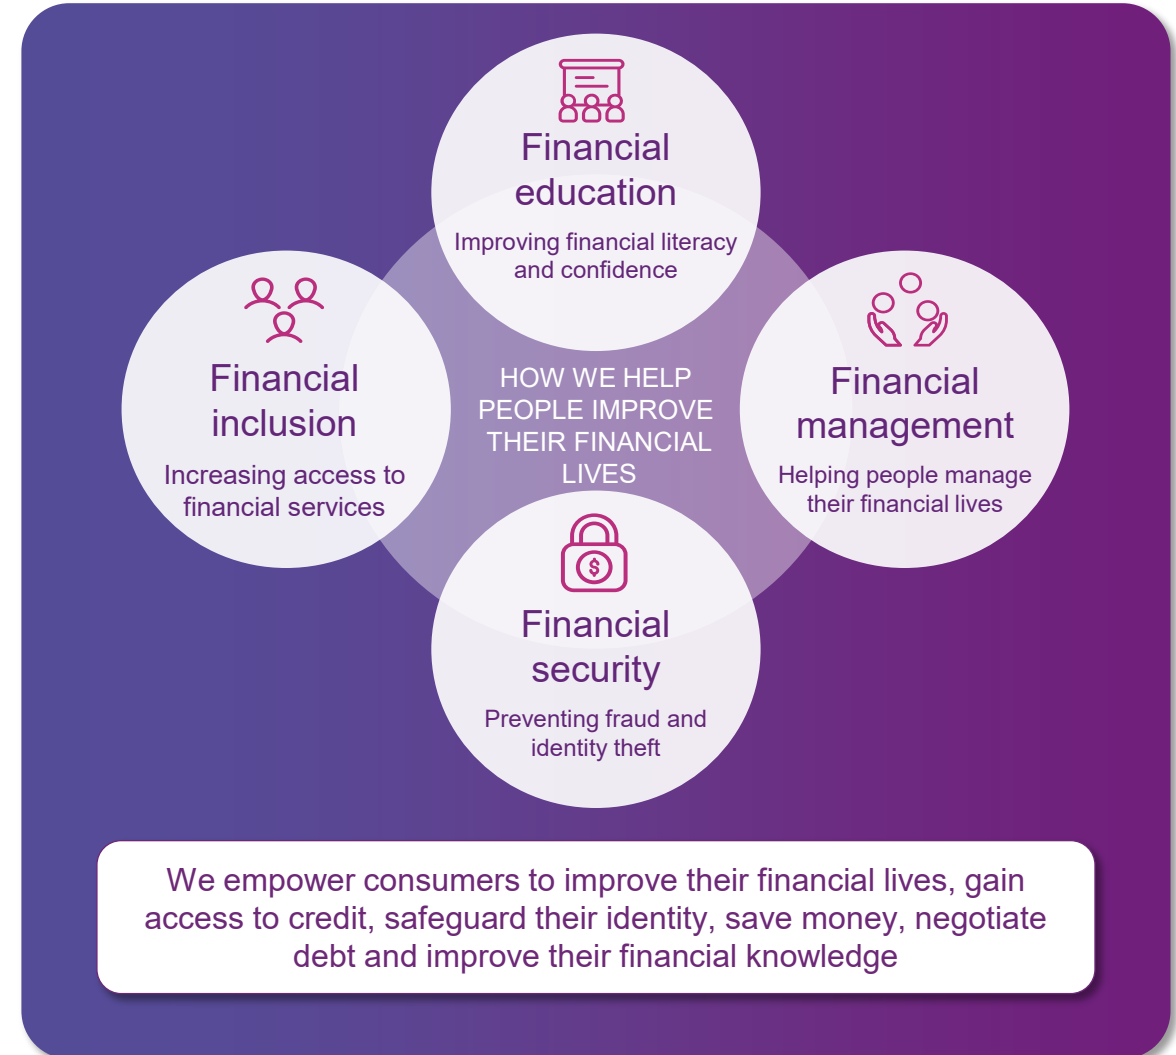 Financial
education
Improving financial literacy
and confidence
Financial
inclusion
Increasing access to
financial services
HOW WE HELP
PEOPLE IMPROVE
THEIR FINANCIAL
LIVES
Financial
management
Helping people manage
their financial lives
$
Financial
security
Preventing fraud and
identity theft
We empower consumers to improve their financial lives, gain
access to credit, safeguard their identity, save money, negotiate
debt and improve their financial knowledge